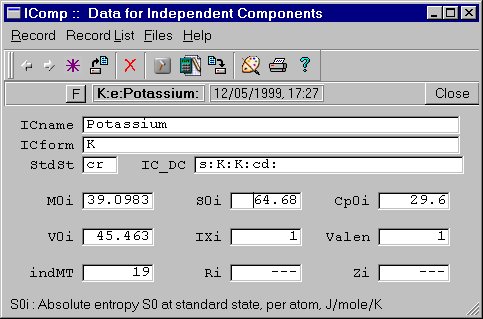 IComp :: Data for Independent Components
Record Record List Files Help
F K:e:Potassium: 12/05/1999, 17:27 Close
ICname Potassium
ICform K
StdSt cr IC_DC s:K:K:cd:
M0i 39.0983 S0i 64.68 Cp0i 29.6
V0i 45.463 IXi 1 Valen 1
indMT 19 Ri --- Zi ---
S0i : Absolute entropy S0 at standard state, per atom, J/mole/K